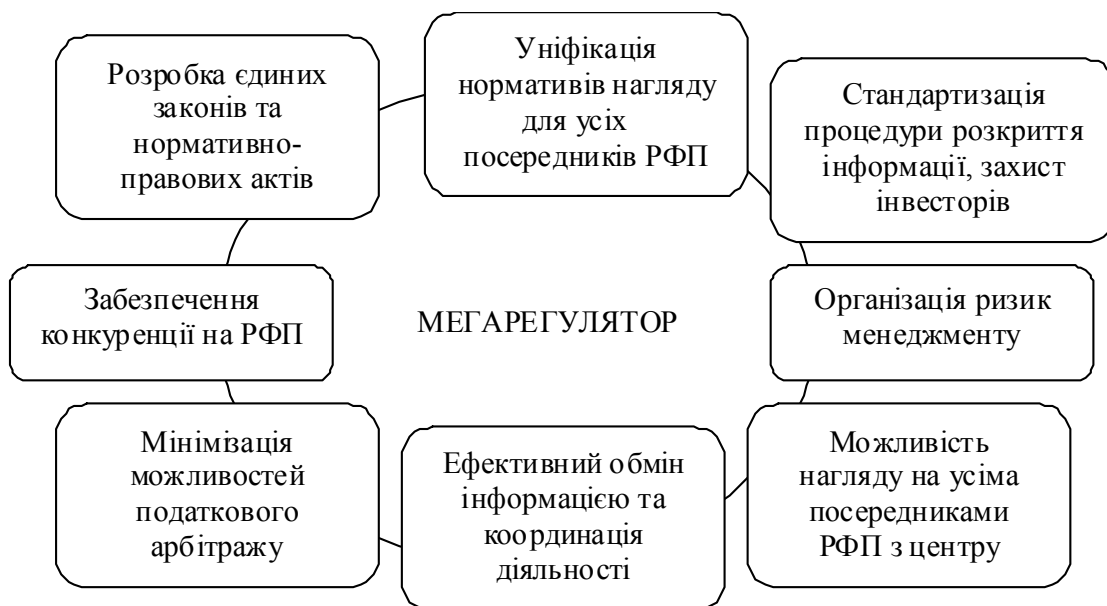 Розробка єдиних
законів та
нормативно-
правових актів
Уніфікація
нормативів нагляду
для усіх
посередників РФП
Стандартизація
процедури розкриття
інформації, захист
інвесторів
Забезпечення
конкуренції на РФП
МЕГАРЕГУЛЯТОР
Організація ризик
менеджменту
Мінімізація
можливостей
податкового
арбітражу
Ефективний обмін
інформацією та
координація
діяльності
Можливість
нагляду на усіма
посередниками
РФП з центру